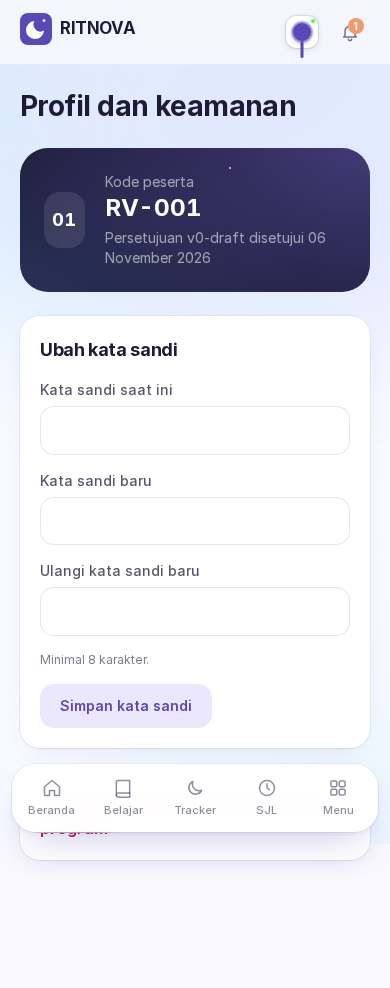 RITNOVA
1
Profil dan keamanan
01
Kode peserta
RV-001
Persetujuan v0-draft disetujui 06
November 2026
Ubah kata sandi
Kata sandi saat ini
Kata sandi baru
Ulangi kata sandi baru
Minimal 8 karakter.
Simpan kata sandi
Beranda
Belajar
Tracker
SJL
Menu